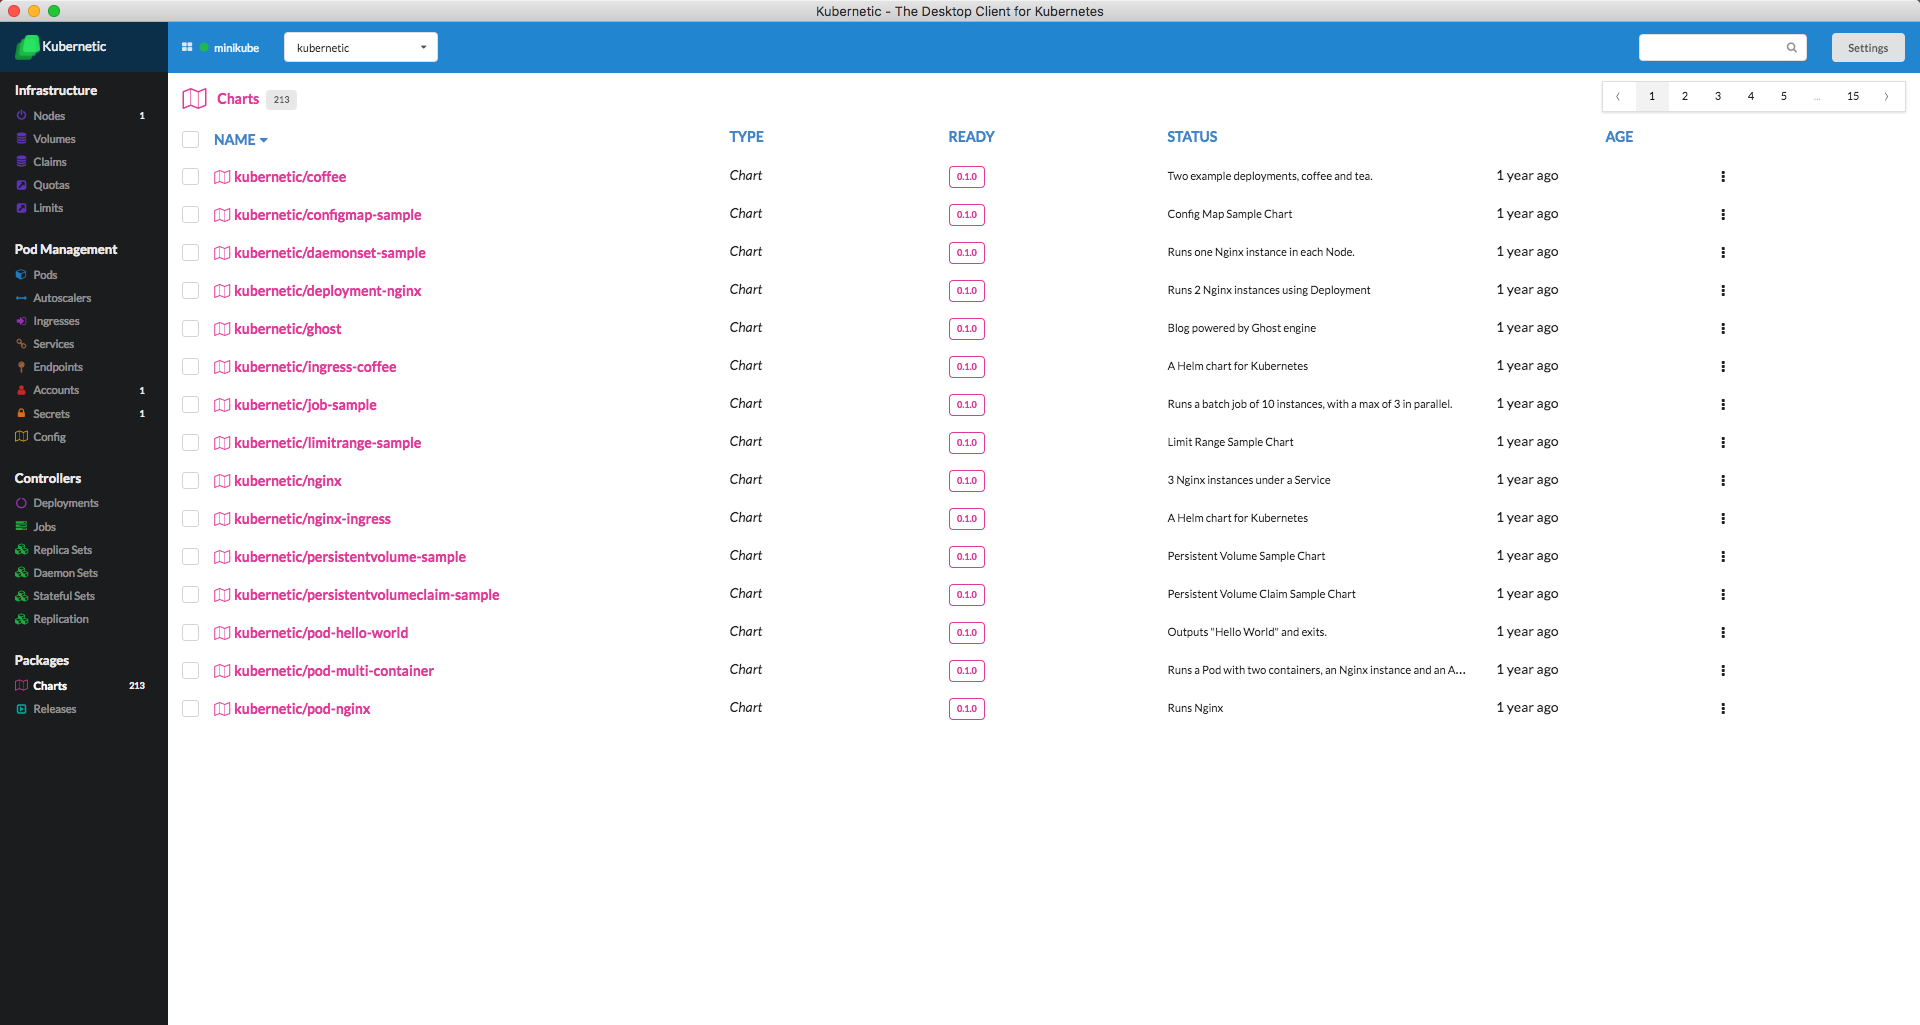 Kubernetic - The Desktop Client for Kubernetes
Kubernetic
minikube
kubernetic
Settings
Infrastructure
Nodes 1
Volumes
Claims
Quotas
Limits
Pod Management
Pods
Autoscalers
Ingresses
Services
Endpoints
Accounts 1
Secrets 1
Config
Controllers
Deployments
Jobs
Replica Sets
Daemon Sets
Stateful Sets
Replication
Packages
Charts 213
Releases
Charts 213
‹ 1 2 3 4 5 ... 15 ›
NAME TYPE READY STATUS AGE
kubernetic/coffee Chart 0.1.0 Two example deployments, coffee and tea. 1 year ago
kubernetic/configmap-sample Chart 0.1.0 Config Map Sample Chart 1 year ago
kubernetic/daemonset-sample Chart 0.1.0 Runs one Nginx instance in each Node. 1 year ago
kubernetic/deployment-nginx Chart 0.1.0 Runs 2 Nginx instances using Deployment 1 year ago
kubernetic/ghost Chart 0.1.0 Blog powered by Ghost engine 1 year ago
kubernetic/ingress-coffee Chart 0.1.0 A Helm chart for Kubernetes 1 year ago
kubernetic/job-sample Chart 0.1.0 Runs a batch job of 10 instances, with a max of 3 in parallel. 1 year ago
kubernetic/limitrange-sample Chart 0.1.0 Limit Range Sample Chart 1 year ago
kubernetic/nginx Chart 0.1.0 3 Nginx instances under a Service 1 year ago
kubernetic/nginx-ingress Chart 0.1.0 A Helm chart for Kubernetes 1 year ago
kubernetic/persistentvolume-sample Chart 0.1.0 Persistent Volume Sample Chart 1 year ago
kubernetic/persistentvolumeclaim-sample Chart 0.1.0 Persistent Volume Claim Sample Chart 1 year ago
kubernetic/pod-hello-world Chart 0.1.0 Outputs "Hello World" and exits. 1 year ago
kubernetic/pod-multi-container Chart 0.1.0 Runs a Pod with two containers, an Nginx instance and an A... 1 year ago
kubernetic/pod-nginx Chart 0.1.0 Runs Nginx 1 year ago